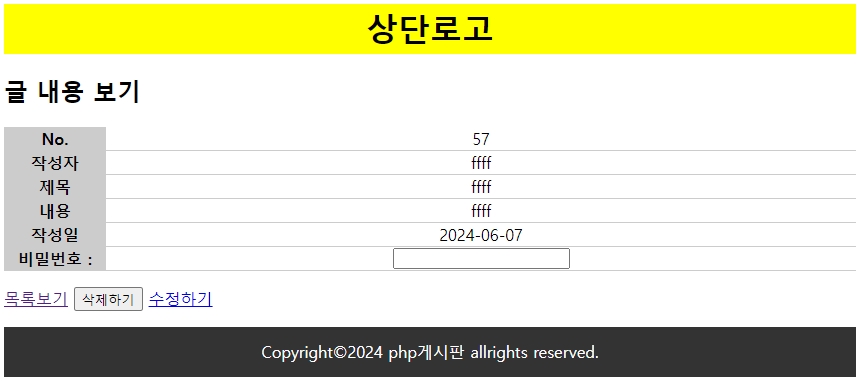 상단로고
글 내용 보기
No. 57
작성자 ffff
제목 ffff
내용 ffff
작성일 2024-06-07
비밀번호 :
목록보기 삭제하기 수정하기
Copyright©2024 php게시판 allrights reserved.